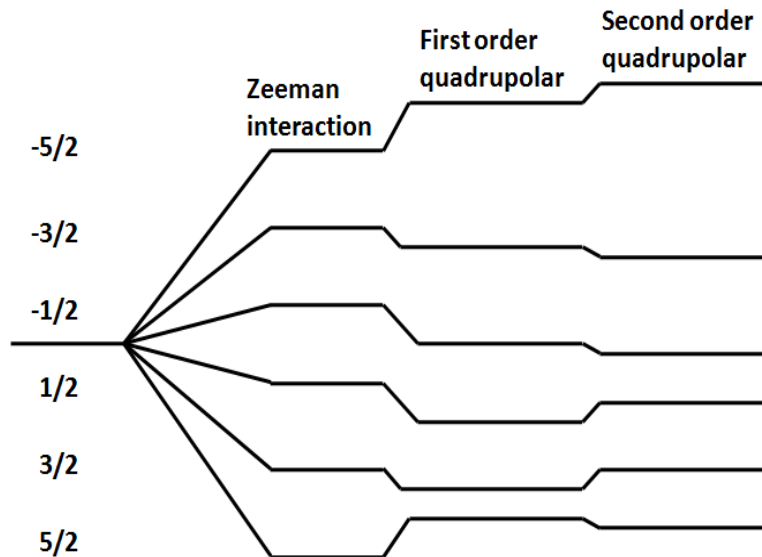 Zeeman
interaction
First order
quadrupolar
Second order
quadrupolar
-5/2
-3/2
-1/2
1/2
3/2
5/2